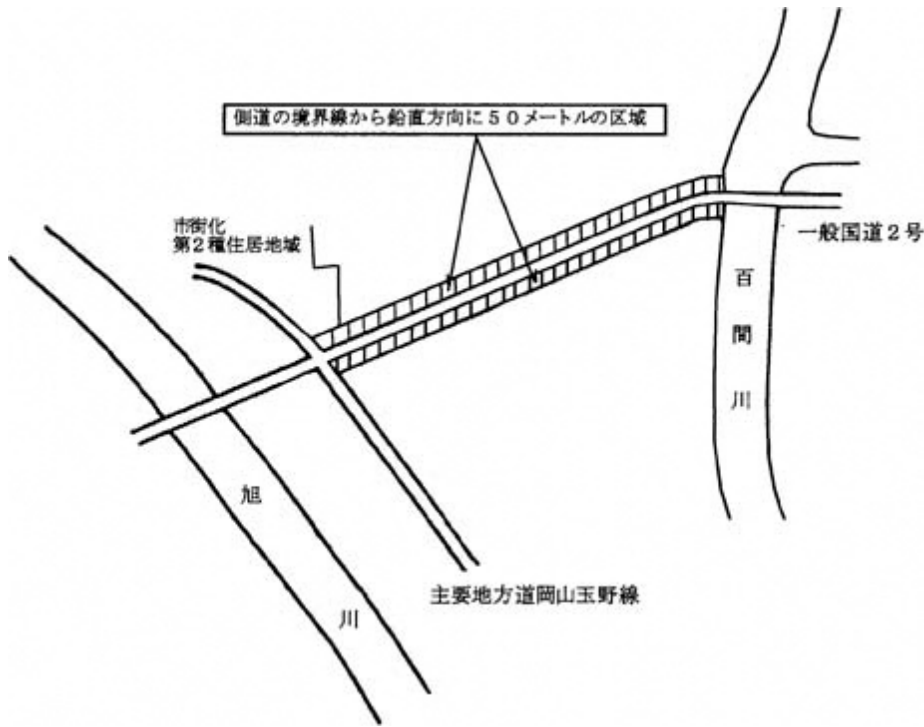 側道の境界線から鉛直方向に50メートルの区域
市街化
第2種住居地域
一般国道2号
百間川
旭川
主要地方道岡山玉野線